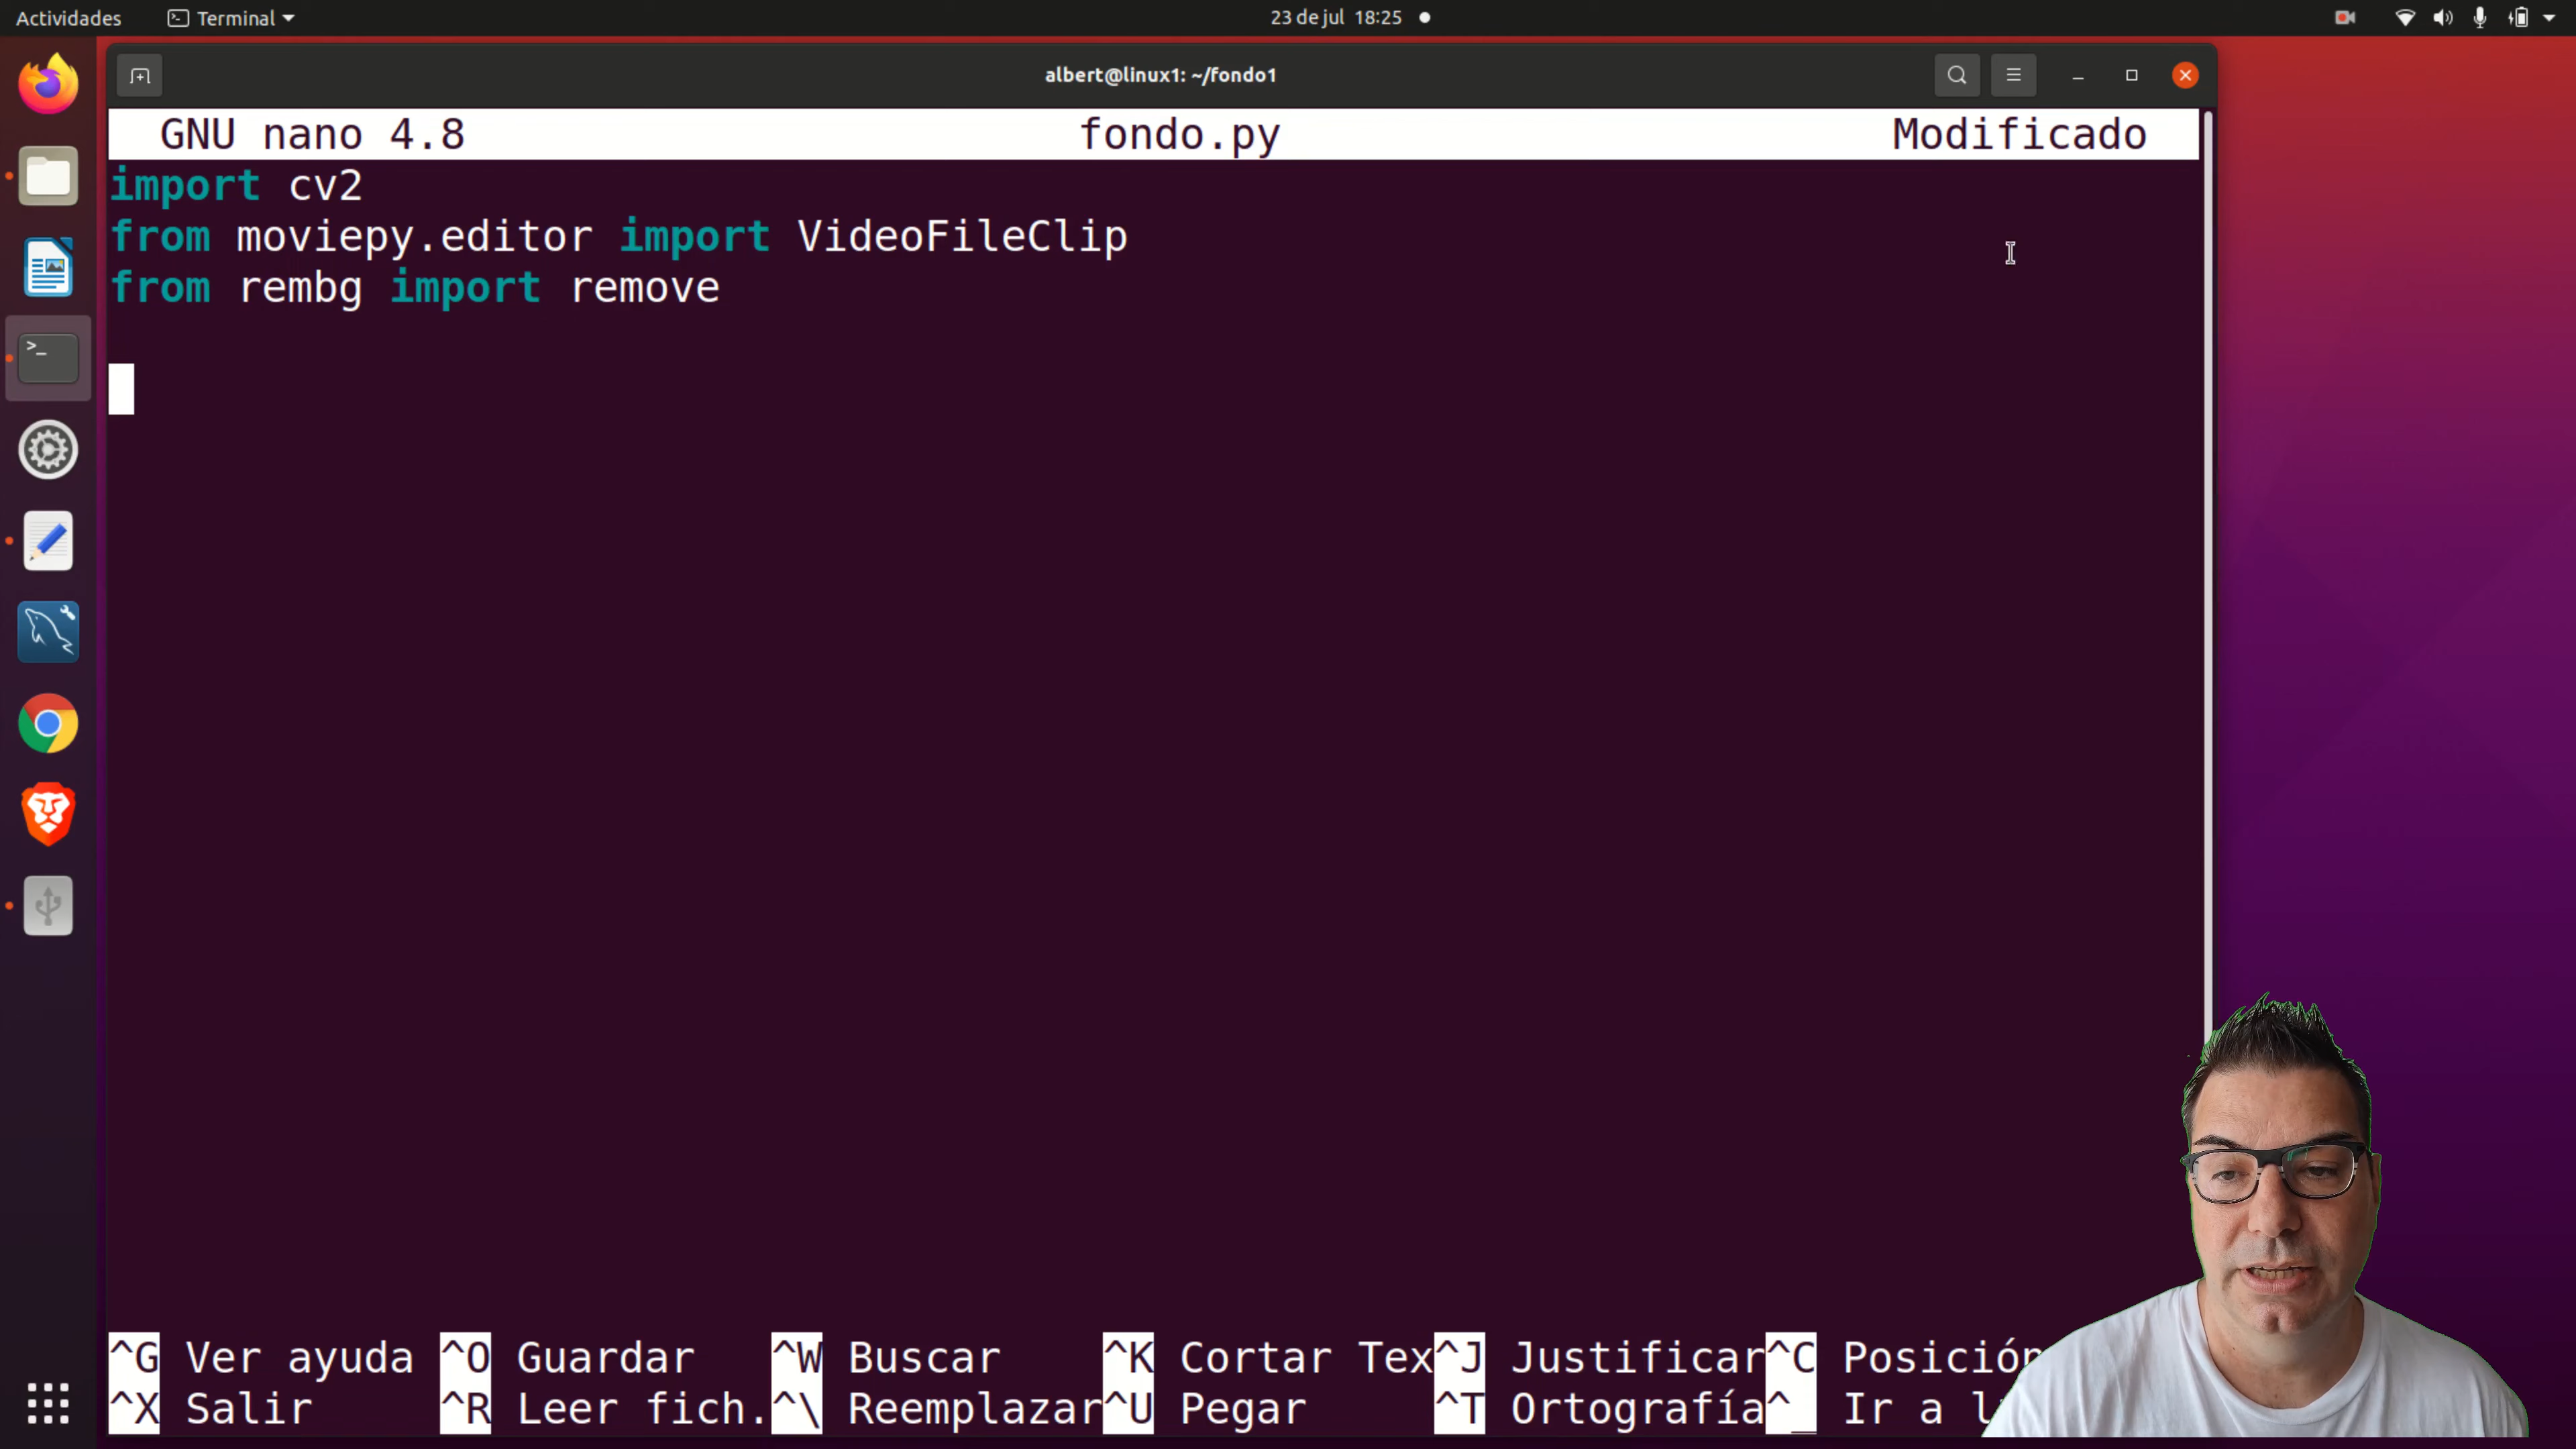 Actividades
Terminal
23 de jul 18:25
albert@linux1: ~/fondo1
GNU nano 4.8 fondo.py Modificado
import cv2
from moviepy.editor import VideoFileClip
from rembg import remove
^G Ver ayuda ^O Guardar ^W Buscar ^K Cortar Tex ^J Justificar ^C Posición
^X Salir ^R Leer fich. ^\ Reemplazar ^U Pegar ^T Ortografía ^_ Ir a